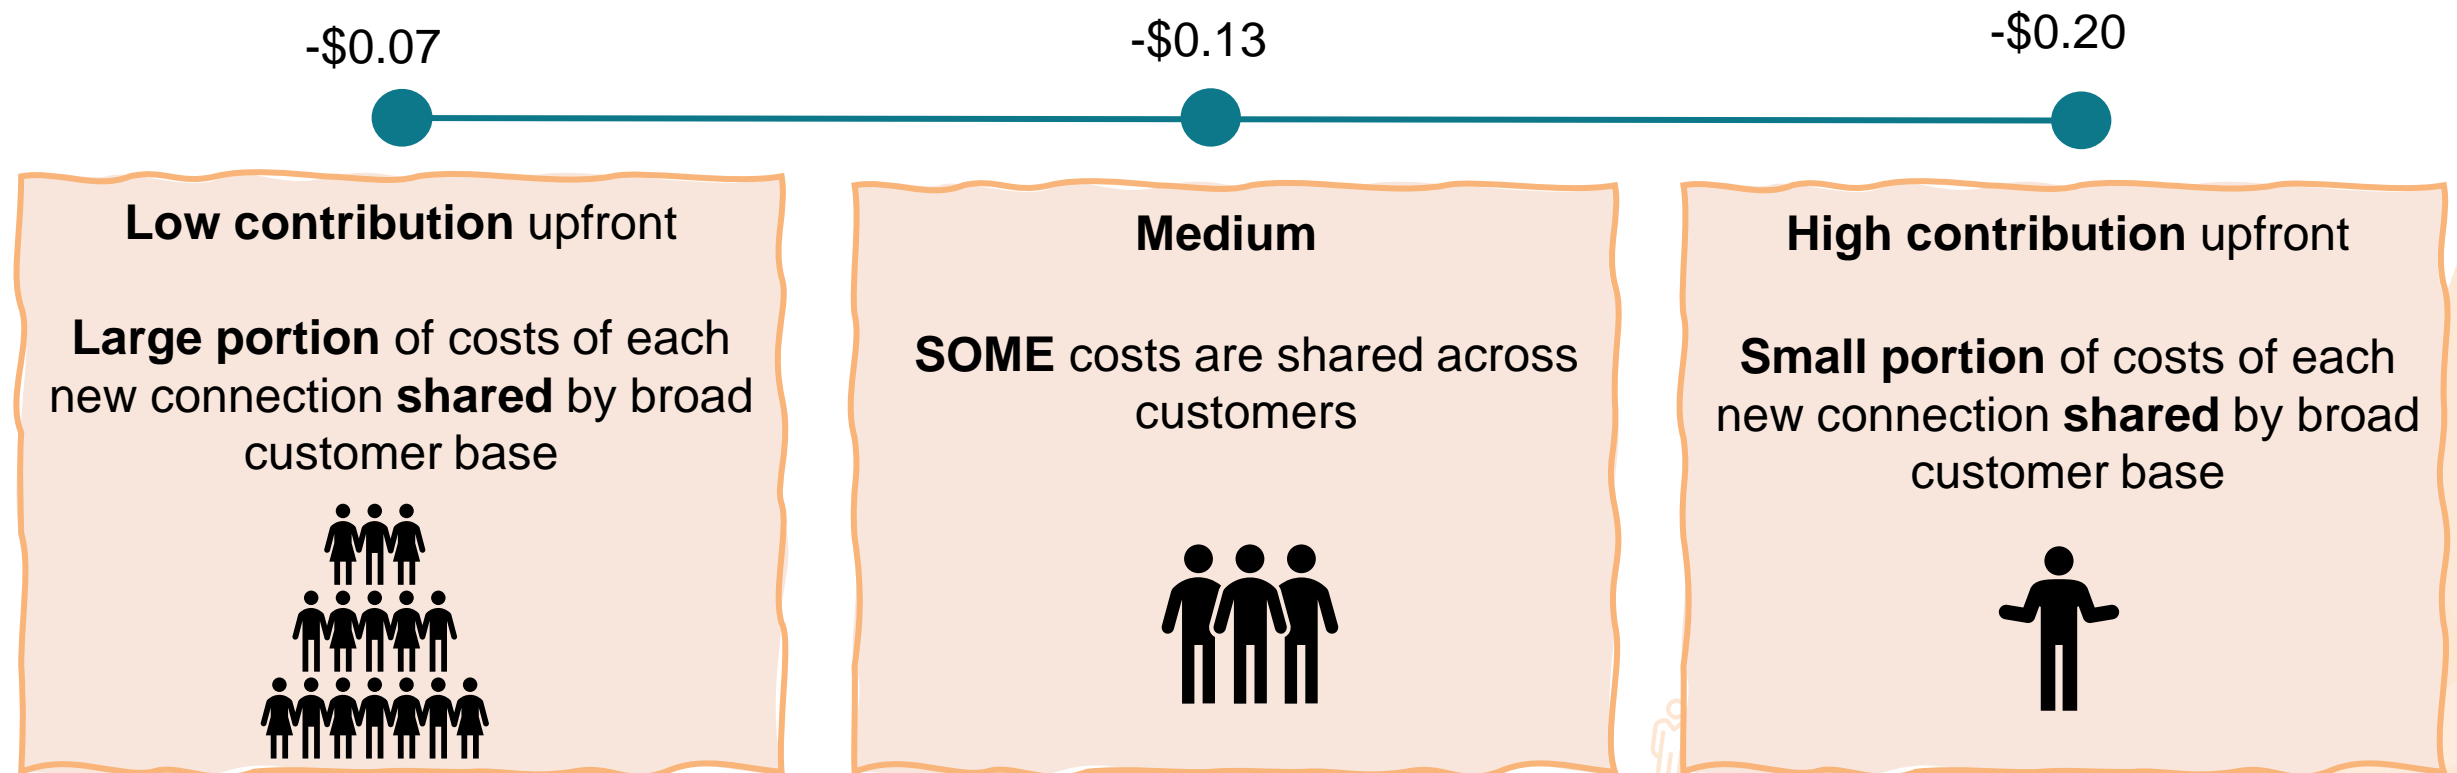 -$0.07
-$0.13
-$0.20
Low contribution upfront
Large portion of costs of each
new connection shared by broad
customer base
Medium
SOME costs are shared across
customers
High contribution upfront
Small portion of costs of each
new connection shared by broad
customer base